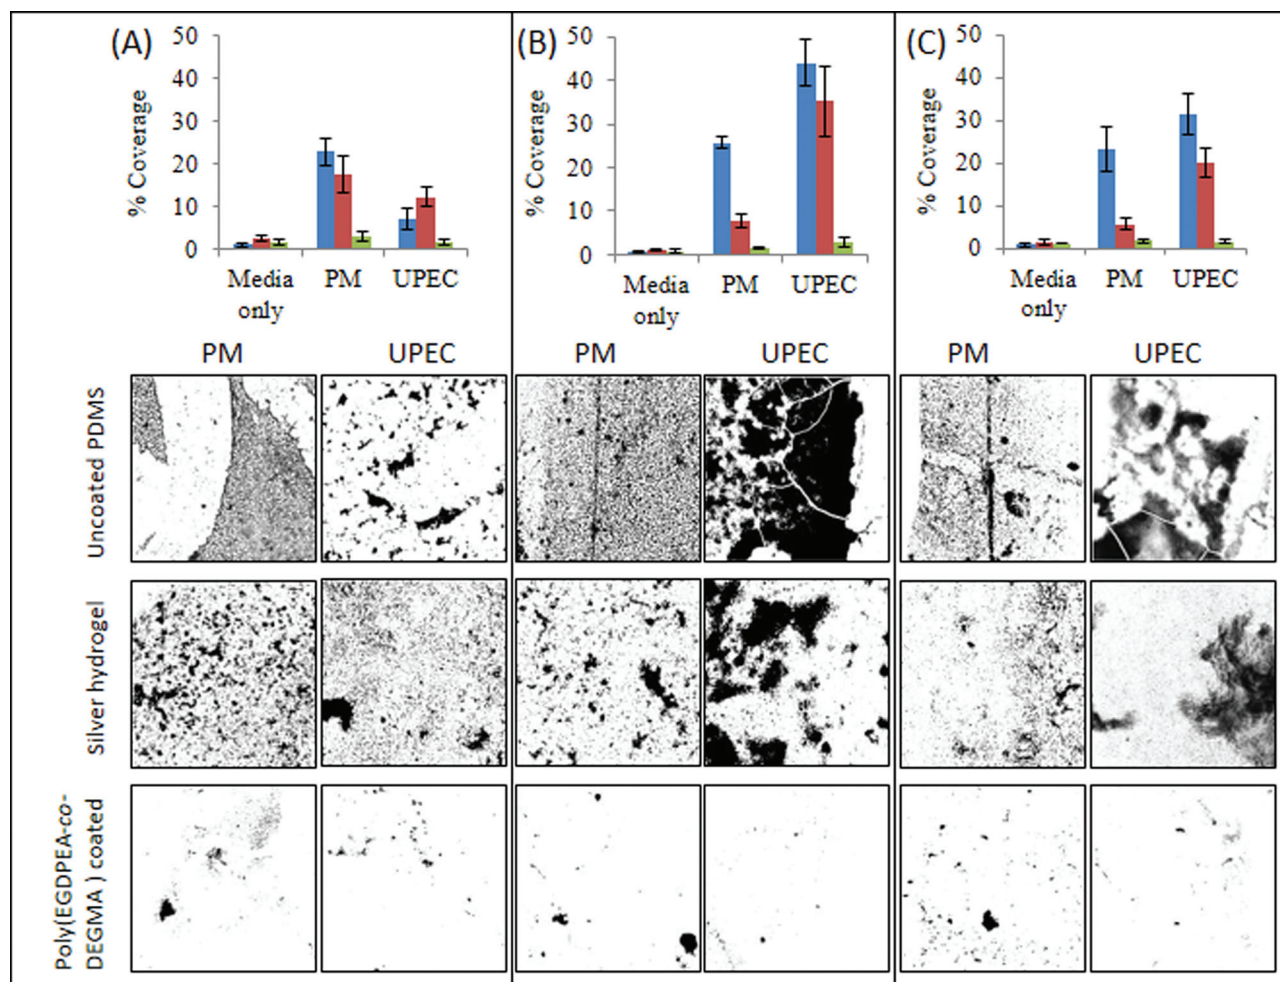 (A)
% Coverage
50
40
30
20
10
0
Media only
PM
UPEC
(B)
% Coverage
50
40
30
20
10
0
Media only
PM
UPEC
(C)
% Coverage
50
40
30
20
10
0
Media only
PM
UPEC
PM
UPEC
PM
UPEC
PM
UPEC
Uncoated PDMS
Silver hydrogel
Poly(EGDPEA-co-
DEGMA ) coated